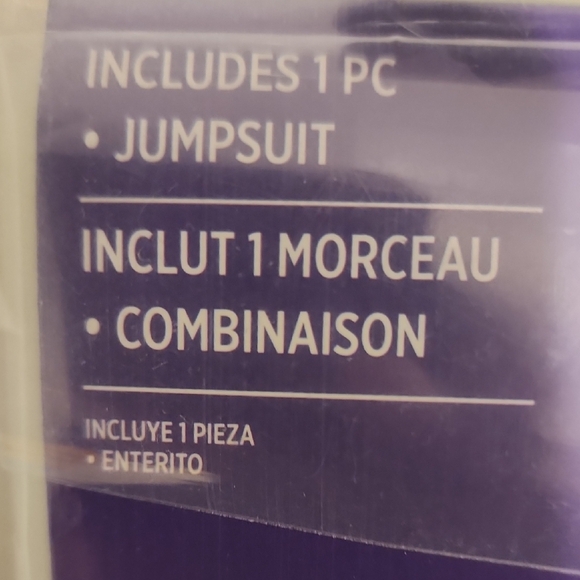 INCLUDES 1 PC
• JUMPSUIT
INCLUT 1 MORCEAU
• COMBINAISON
INCLUYE 1 PIEZA
• ENTERITO